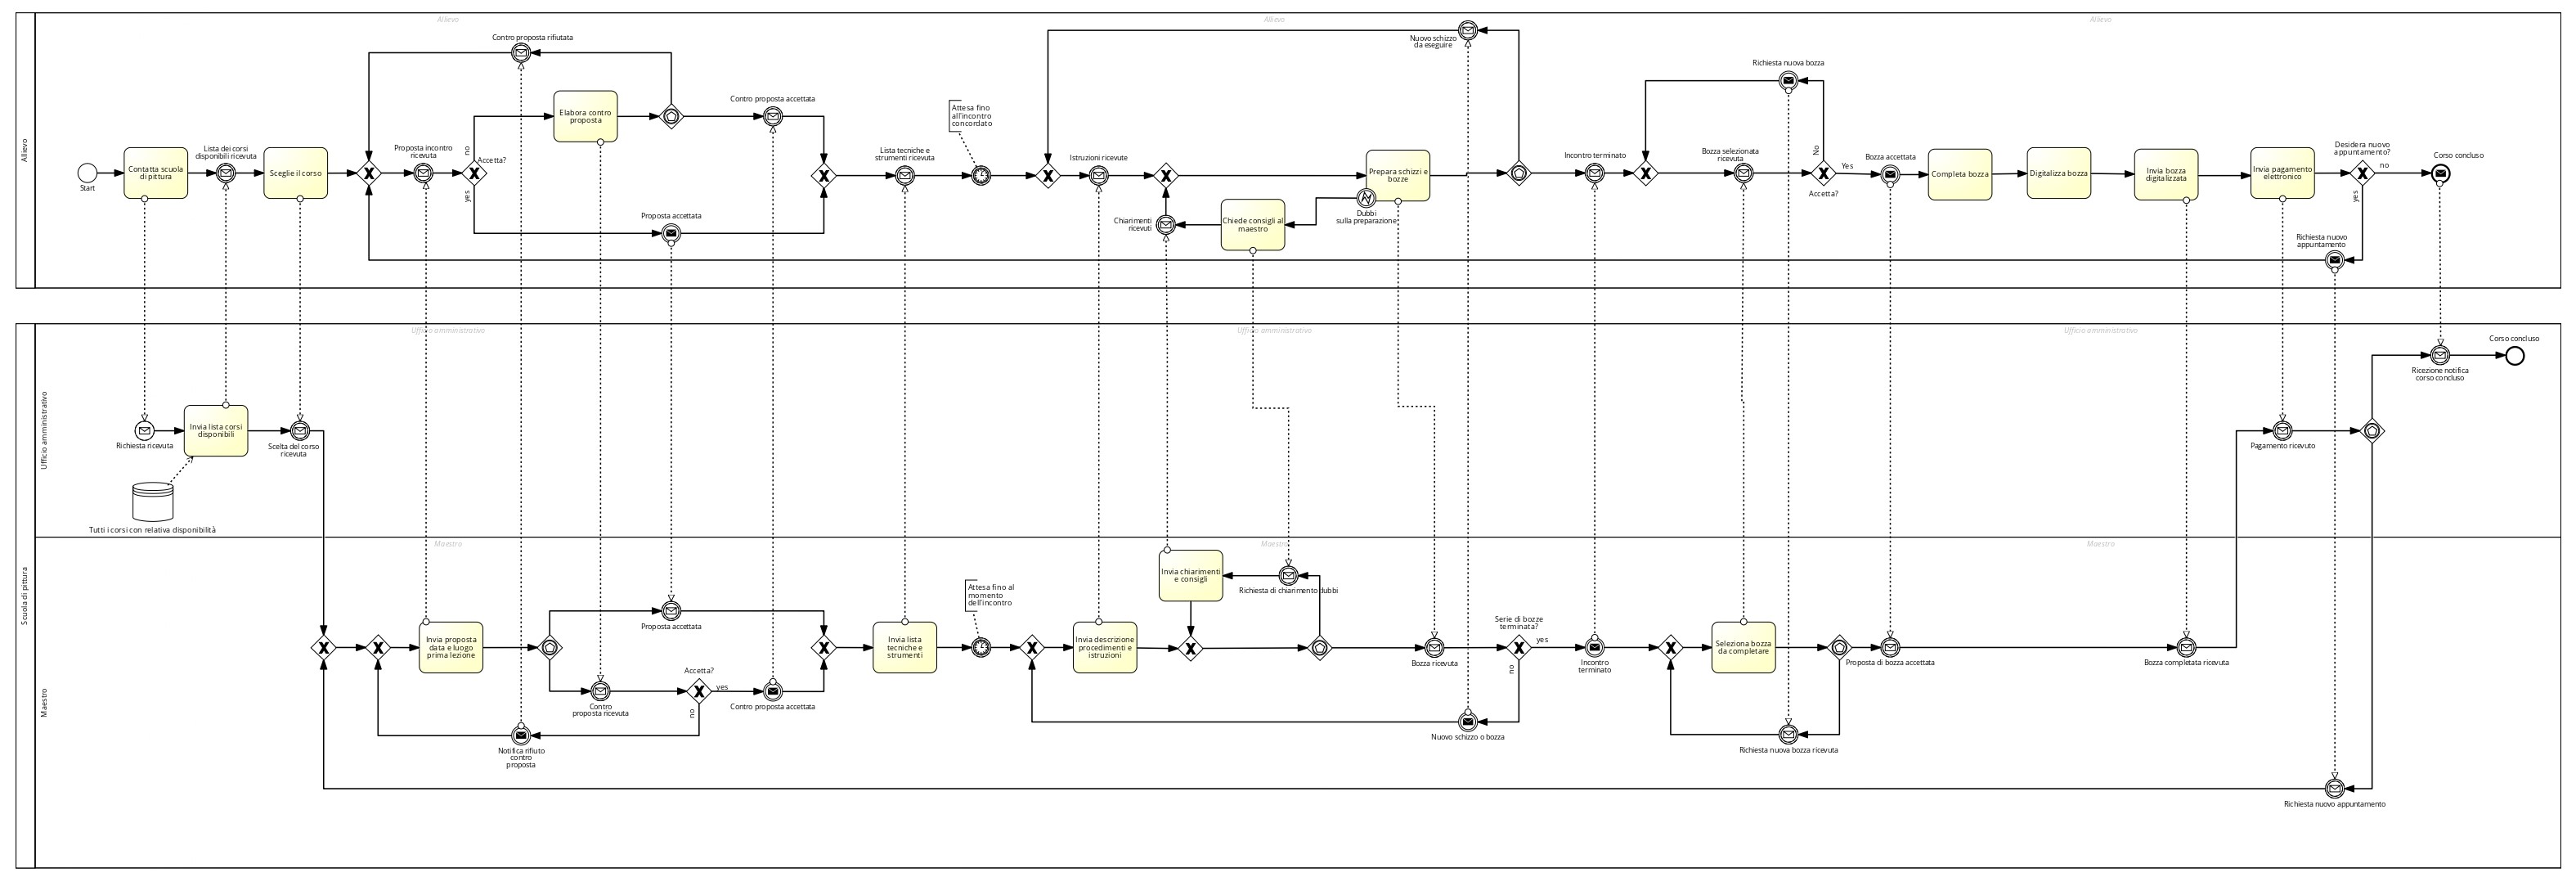 Allievo
Allievo
Allievo
Allievo
Start
Contatta scuola
di pittura
Lista dei corsi
disponibili ricevuta
Sceglie il corso
Contro proposta rifiutata
Proposta incontro
ricevuta
Accetta?
no
yes
Elabora contro
proposta
Contro proposta accettata
Proposta accettata
Lista tecniche e
strumenti ricevuta
Attesa fino
all'incontro
concordato
Istruzioni ricevute
Chiarimenti
ricevuti
Chiede consigli al
maestro
Prepara schizzi e
bozze
Dubbi
sulla preparazione
Nuovo schizzo
da eseguire
Incontro terminato
Richiesta nuova bozza
Bozza selezionata
ricevuta
No
Accetta?
Yes
Bozza accettata
Completa bozza
Digitalizza bozza
Invia bozza
digitalizzata
Invia pagamento
elettronico
Desidera nuovo
appuntamento?
no
yes
Corso concluso
Richiesta nuovo
appuntamento
Scuola di pittura
Ufficio amministrativo
Ufficio amministrativo
Ufficio amministrativo
Ufficio amministrativo
Richiesta ricevuta
Invia lista corsi
disponibili
Scelta del corso
ricevuta
Tutti i corsi con relativa disponibilità
Pagamento ricevuto
Ricezione notifica
corso concluso
Corso concluso
Maestro
Maestro
Maestro
Maestro
Invia proposta
data e luogo
prima lezione
Proposta accettata
Contro
proposta ricevuta
Accetta?
yes
no
Contro proposta accettata
Notifica rifiuto
contro
proposta
Invia lista
tecniche e
strumenti
Attesa fino al
momento
dell'incontro
Invia descrizione
procedimenti e
istruzioni
Invia chiarimenti
e consigli
Richiesta di chiarimento dubbi
Bozza ricevuta
Serie di bozze
terminata?
yes
no
Nuovo schizzo o bozza
Incontro
terminato
Seleziona bozza
da completare
Proposta di bozza accettata
Richiesta nuova bozza ricevuta
Bozza completata ricevuta
Richiesta nuovo appuntamento